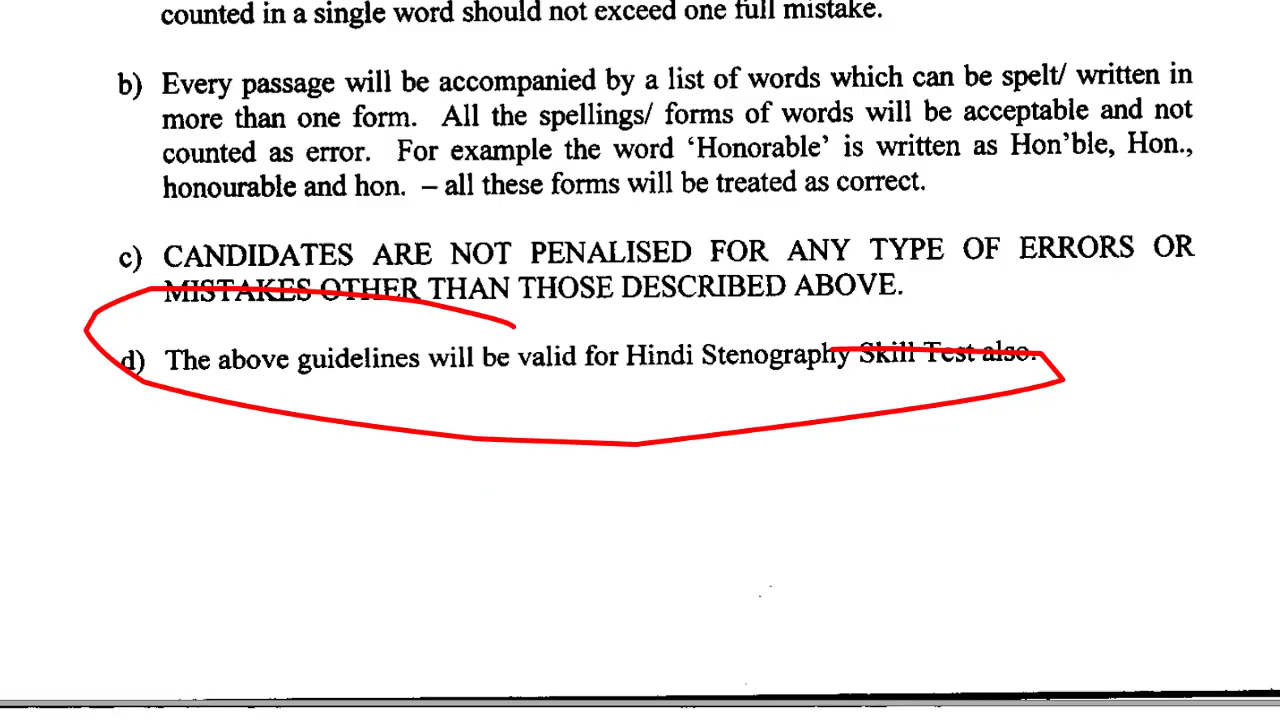 counted in a single word should not exceed one full mistake.
b) Every passage will be accompanied by a list of words which can be spelt/ written in
more than one form. All the spellings/ forms of words will be acceptable and not
counted as error. For example the word ‘Honorable’ is written as Hon’ble, Hon.,
honourable and hon. – all these forms will be treated as correct.
c) CANDIDATES ARE NOT PENALISED FOR ANY TYPE OF ERRORS OR
MISTAKES OTHER THAN THOSE DESCRIBED ABOVE.
d) The above guidelines will be valid for Hindi Stenography Skill Test also.